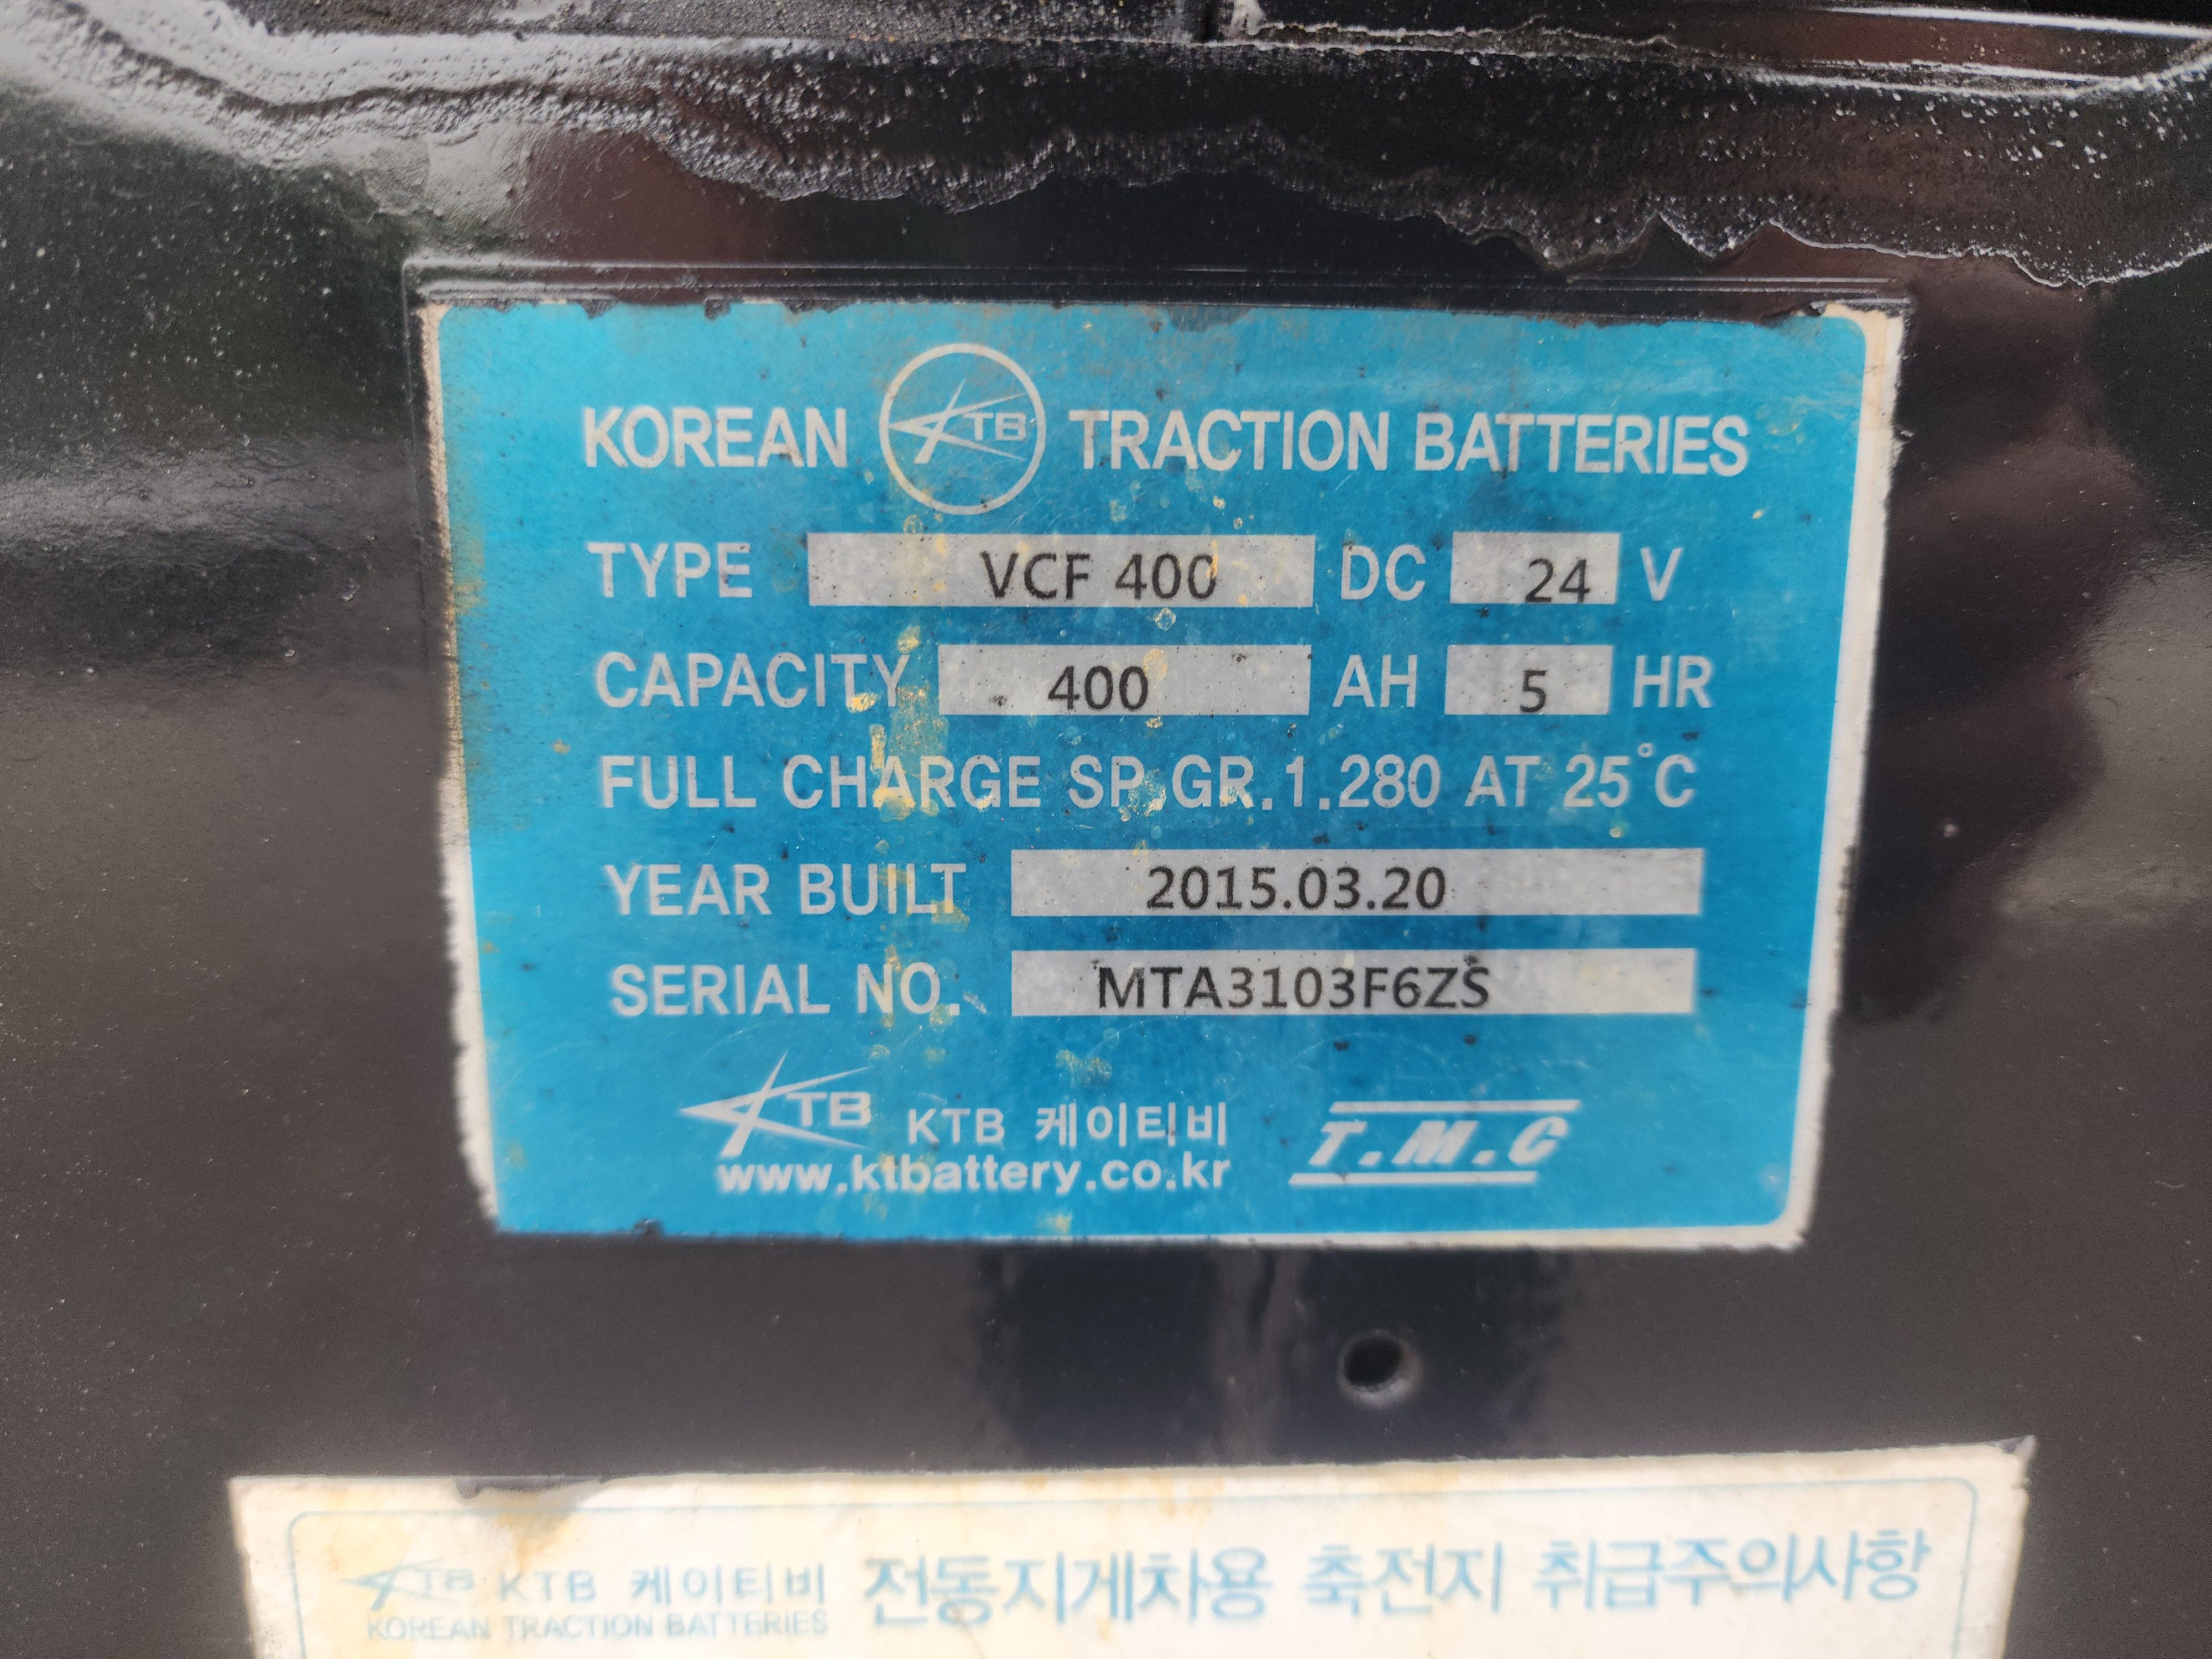 KOREAN KTB TRACTION BATTERIES
TYPE VCF 400 DC 24 V
CAPACITY 400 AH 5 HR
FULL CHARGE SP.GR.1.280 AT 25°C
YEAR BUILT 2015.03.20
SERIAL NO. MTA3103F6ZS
KTB KTB 케이티비 T.M.C
www.ktbattery.co.kr
KTB KTB 케이티비 전동지게차용 축전지 취급주의사항
KOREAN TRACTION BATTERIES